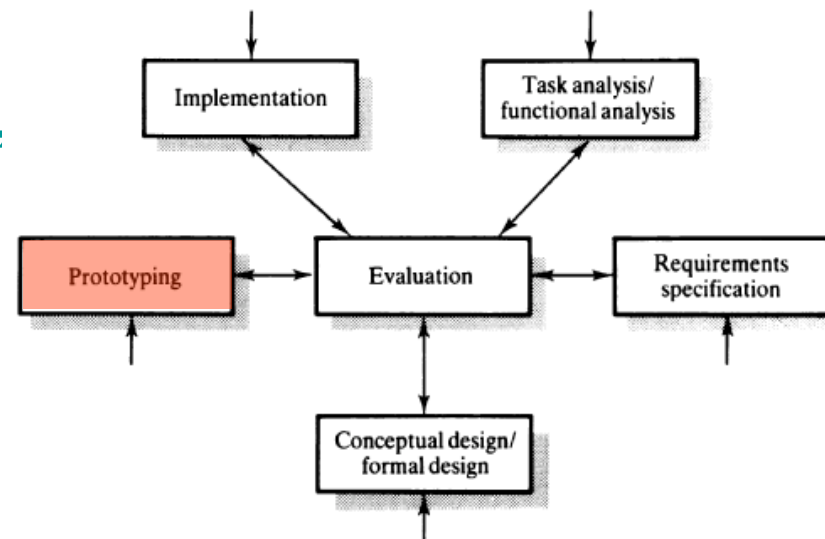 Implementation
Task analysis/
functional analysis
Prototyping
Evaluation
Requirements
specification
Conceptual design/
formal design